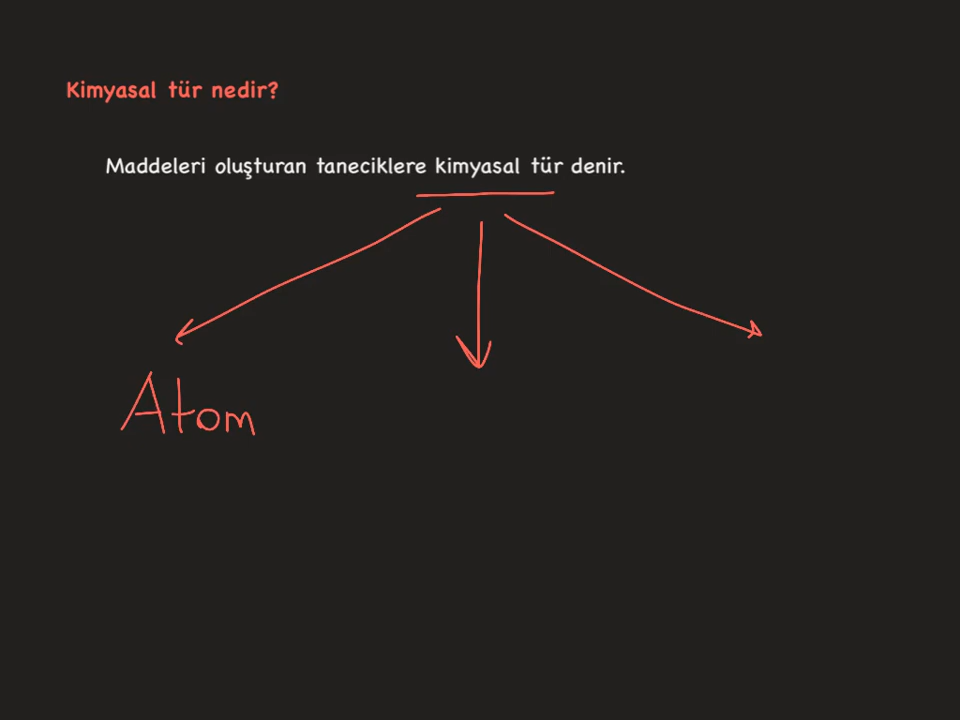 Kimyasal tür nedir?
Maddeleri oluşturan taneciklere kimyasal tür denir.
Atom